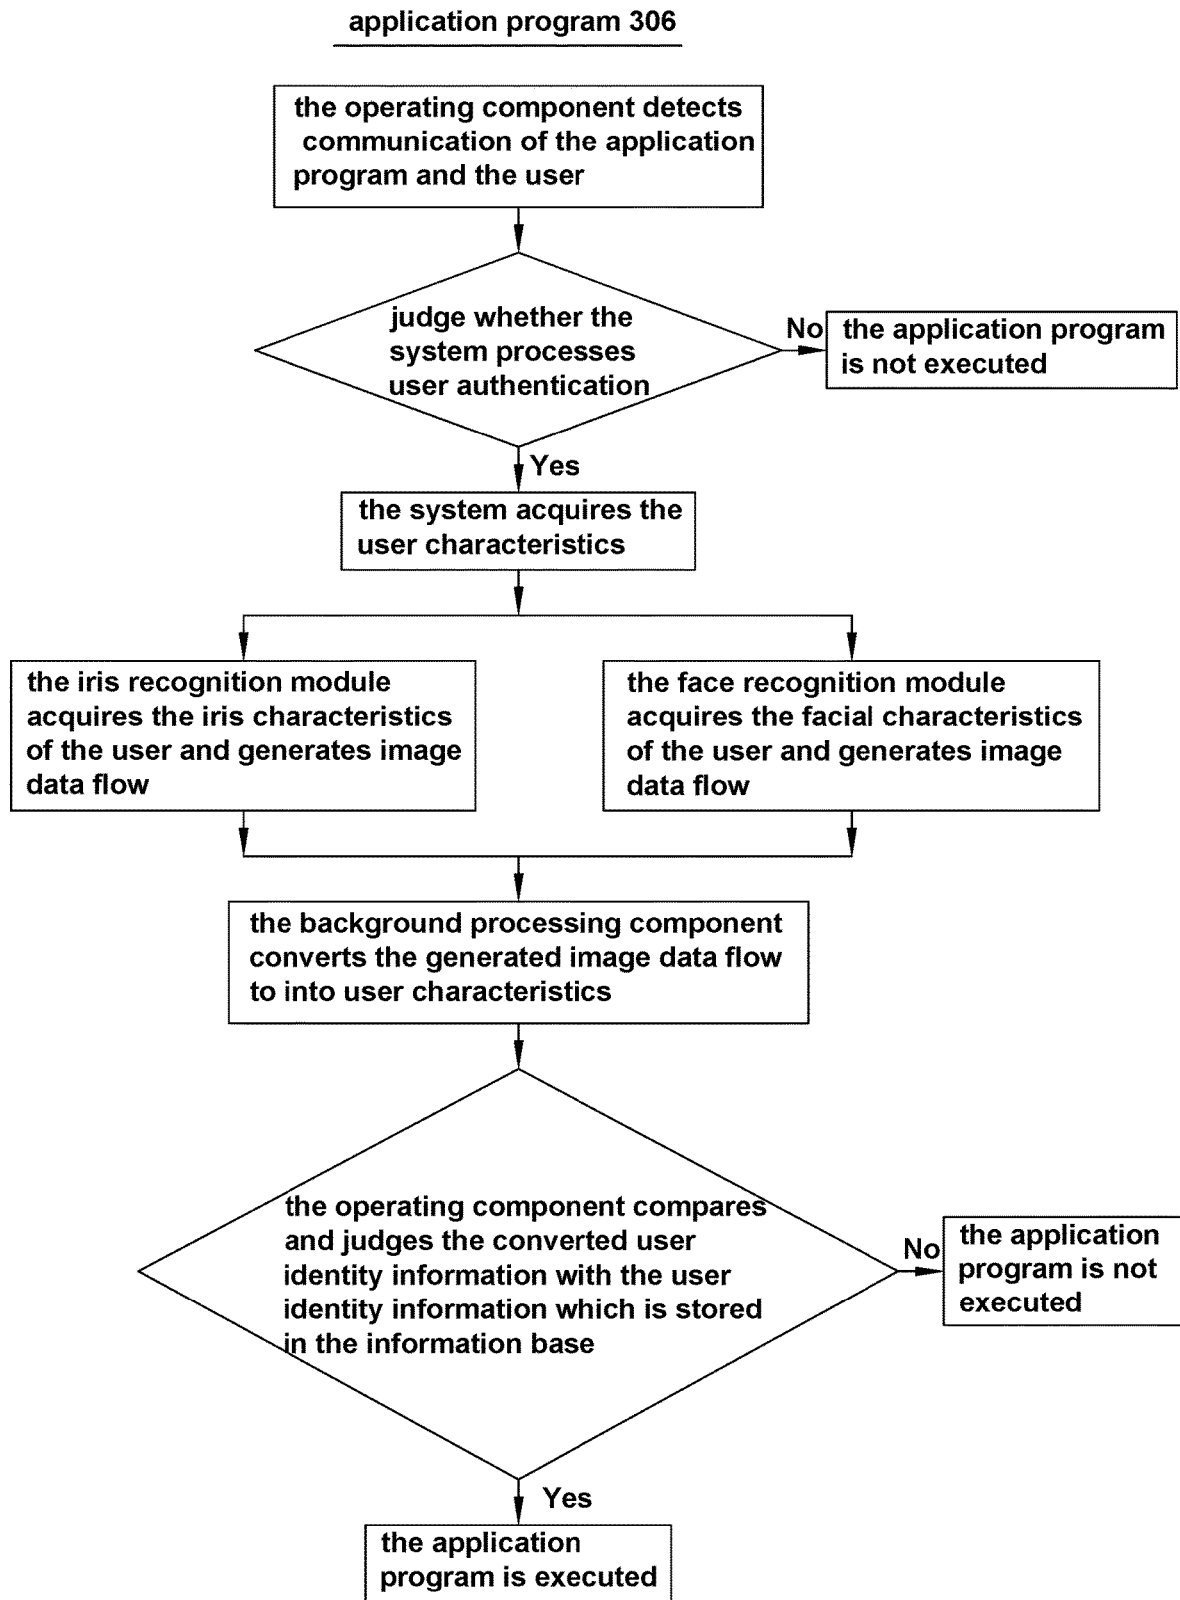 application program 306
the operating component detects
communication of the application
program and the user
judge whether the
system processes
user authentication
No
the application program
is not executed
Yes
the system acquires the
user characteristics
the iris recognition module
acquires the iris characteristics
of the user and generates image
data flow
the face recognition module
acquires the facial characteristics
of the user and generates image
data flow
the background processing component
converts the generated image data flow
to into user characteristics
the operating component compares
and judges the converted user
identity information with the user
identity information which is stored
in the information base
No
the application
program is not
executed
Yes
the application
program is executed